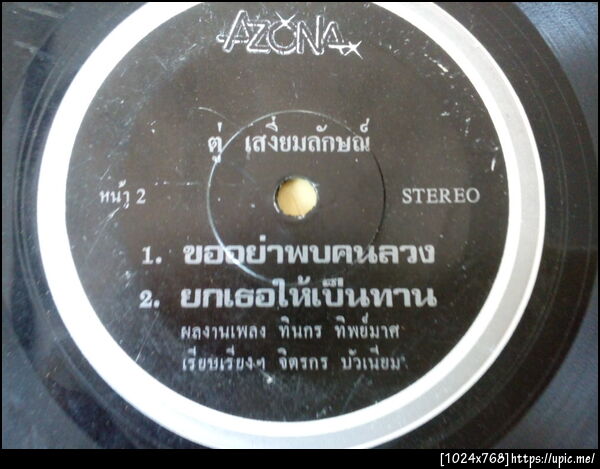 AZONA
ตู่ เสงี่ยมลักษณ์
หน้า 2
STEREO
1. ขออย่าพบคนลวง
2. ยกเธอให้เป็นทาน
ผลงานเพลง ทินกร ทิพย์มาศ
เรียบเรียงฯ จิตรกร บัวเนียม
[1024x768]https://upic.me/